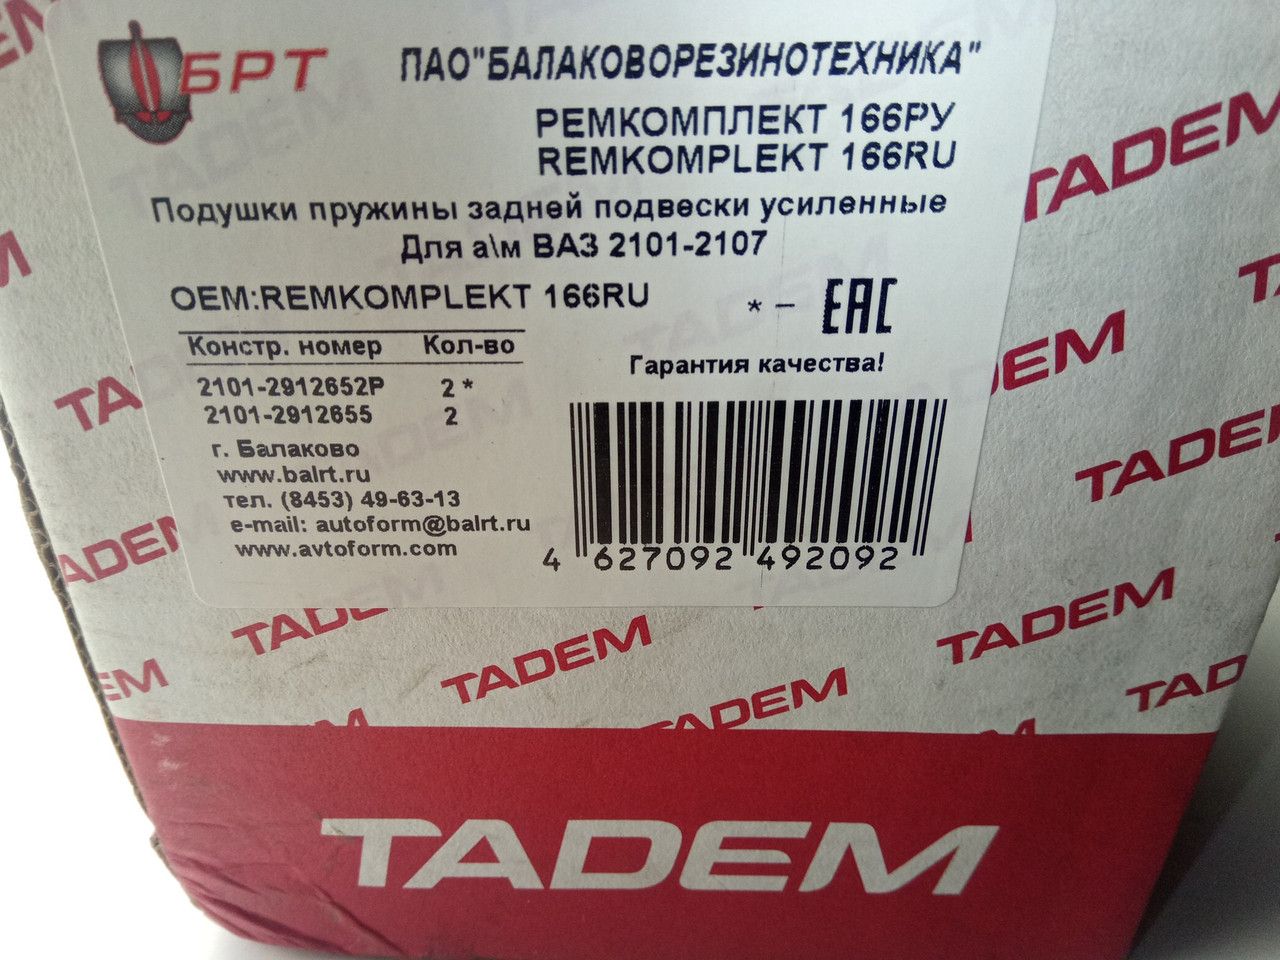 БРТ
ПАО"БАЛАКОВОРЕЗИНОТЕХНИКА"
РЕМКОМПЛЕКТ 166РУ
REMKOMPLEKT 166RU
Подушки пружины задней подвески усиленные
Для а\м ВАЗ 2101-2107
OEM:REMKOMPLEKT 166RU
* - EAC
Гарантия качества!
Констр. номер Кол-во
2101-2912652Р 2 *
2101-2912655 2
г. Балаково
www.balrt.ru
тел. (8453) 49-63-13
e-mail: autoform@balrt.ru
www.avtoform.com
4 627092 492092
TADEM
TADEM
TADEM
TADEM
TADEM
TADEM
TADEM